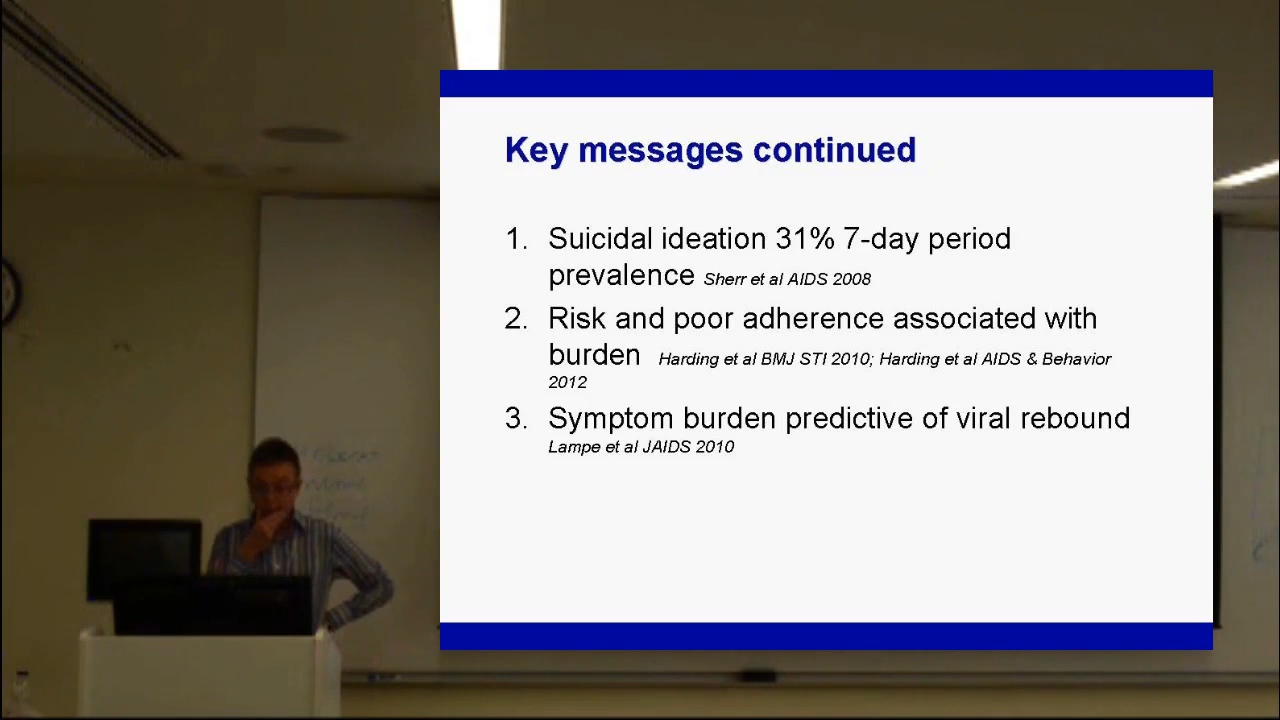 Key messages continued
1. Suicidal ideation 31% 7-day period
prevalence Sherr et al AIDS 2008
2. Risk and poor adherence associated with
burden Harding et al BMJ STI 2010; Harding et al AIDS & Behavior
2012
3. Symptom burden predictive of viral rebound
Lampe et al JAIDS 2010